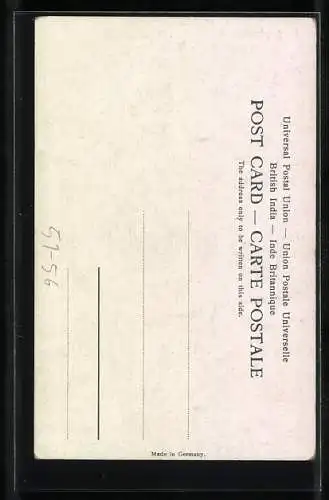 Universal Postal Union — Union Postale Universelle
British India — Inde Britannique
POST CARD — CARTE POSTALE
The address only to be written on this side.
51-56
Made in Germany.